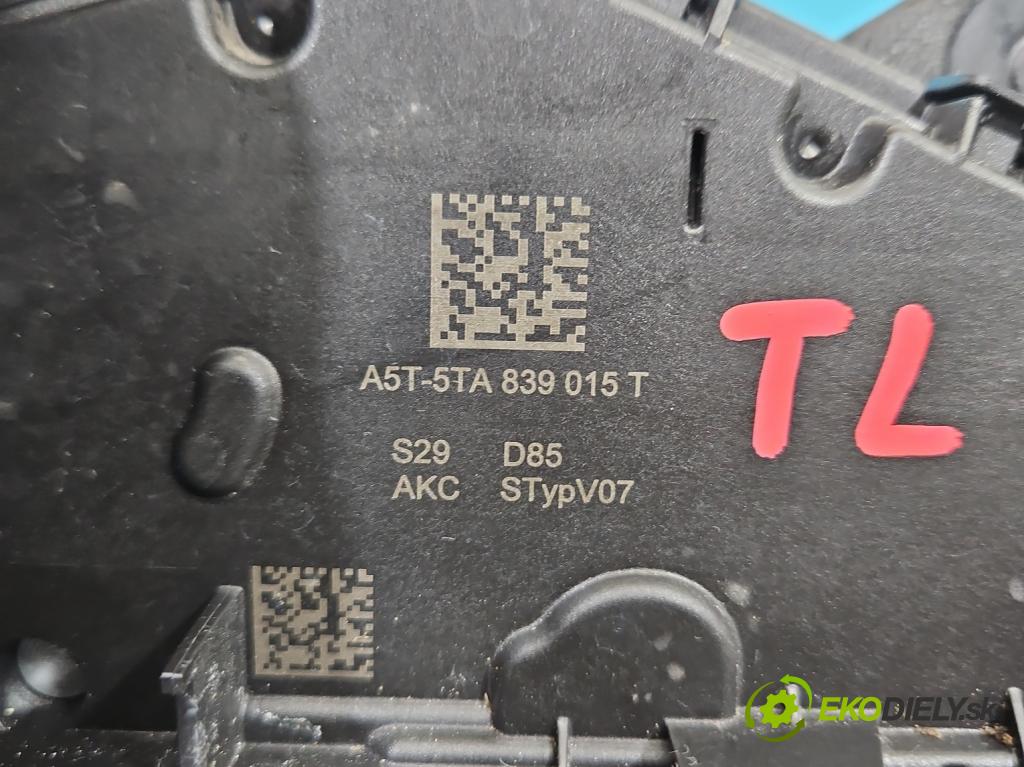 A5T-5TA 839 015 T
TL
S29 D85
AKC STypV07
EKODIELY.sk